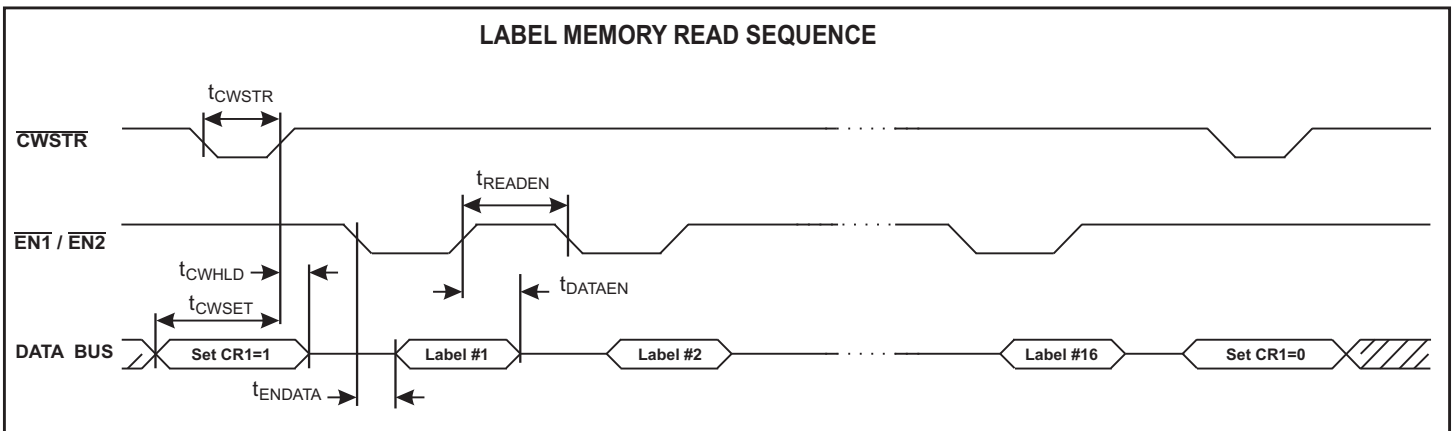 LABEL MEMORY READ SEQUENCE
tCWSTR
CWSTR
tREADEN
EN1 / EN2
tCWHLD
tDATAEN
tCWSET
DATA BUS
Set CR1=1
Label #1
Label #2
Label #16
Set CR1=0
tENDATA